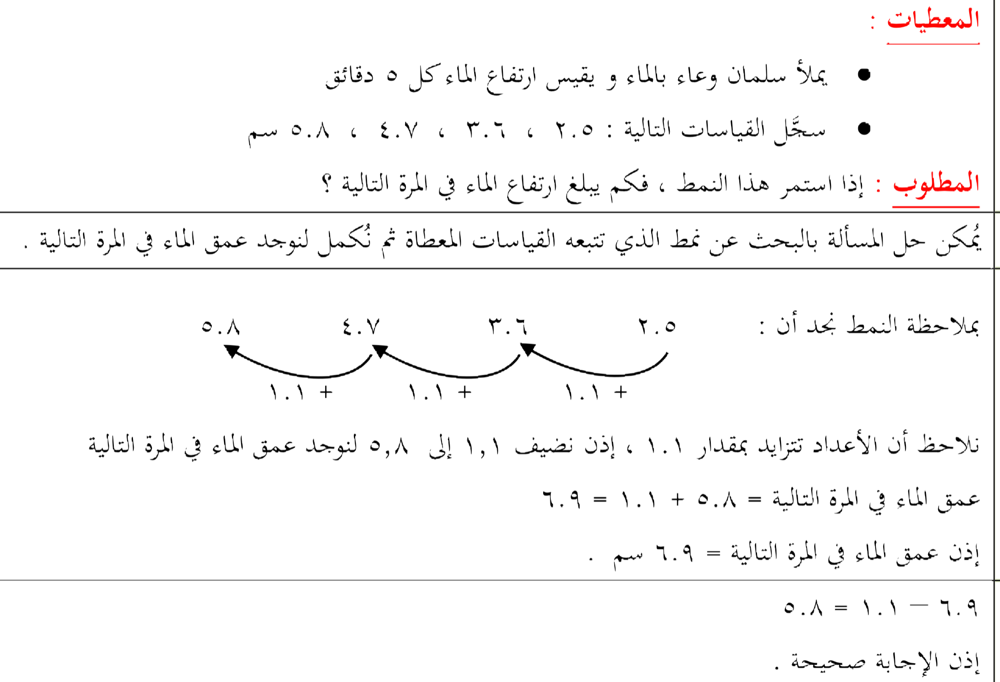 المعطيات :
● يملأ سلمان وعاء بالماء و يقيس ارتفاع الماء كل ٥ دقائق
● سجَّل القياسات التالية : ٢.٥ ، ٣.٦ ، ٤.٧ ، ٥.٨ سم
المطلوب : إذا استمر هذا النمط ، فكم يبلغ ارتفاع الماء في المرة التالية ؟
يُمكن حل المسألة بالبحث عن نمط الذي تتبعه القياسات المعطاة ثم نُكمل لنوجد عمق الماء في المرة التالية .
بملاحظة النمط نجد أن : ٢.٥ ٣.٦ ٤.٧ ٥.٨
+ ١.١ + ١.١ + ١.١
نلاحظ أن الأعداد تتزايد بمقدار ١.١ ، إذن نضيف ١,١ إلى ٥,٨ لنوجد عمق الماء في المرة التالية
عمق الماء في المرة التالية = ٥.٨ + ١.١ = ٦.٩
إذن عمق الماء في المرة التالية = ٦.٩ سم .
٦.٩ – ١.١ = ٥.٨
إذن الإجابة صحيحة .